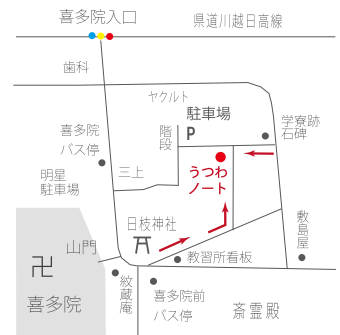 喜多院入口
県道川越日高線
歯科
ヤクルト
駐車場
P
階段
学寮跡
石碑
喜多院
バス停
三上
うつわ
ノート
明星
駐車場
日枝神社
敷島屋
山門
卍
教習所看板
喜多院
紋蔵庵
喜多院前
バス停
斎霊殿